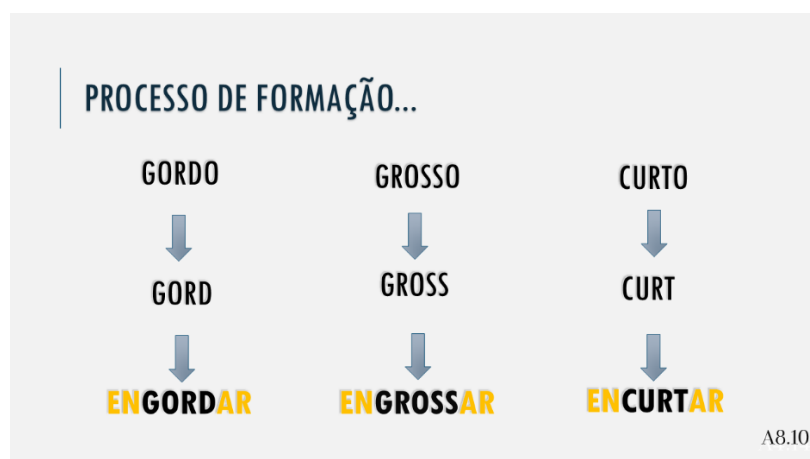 PROCESSO DE FORMAÇÃO...
GORDO GROSSO CURTO
GORD GROSS CURT
ENGORDAR ENGROSSAR ENCURTAR
A8.10